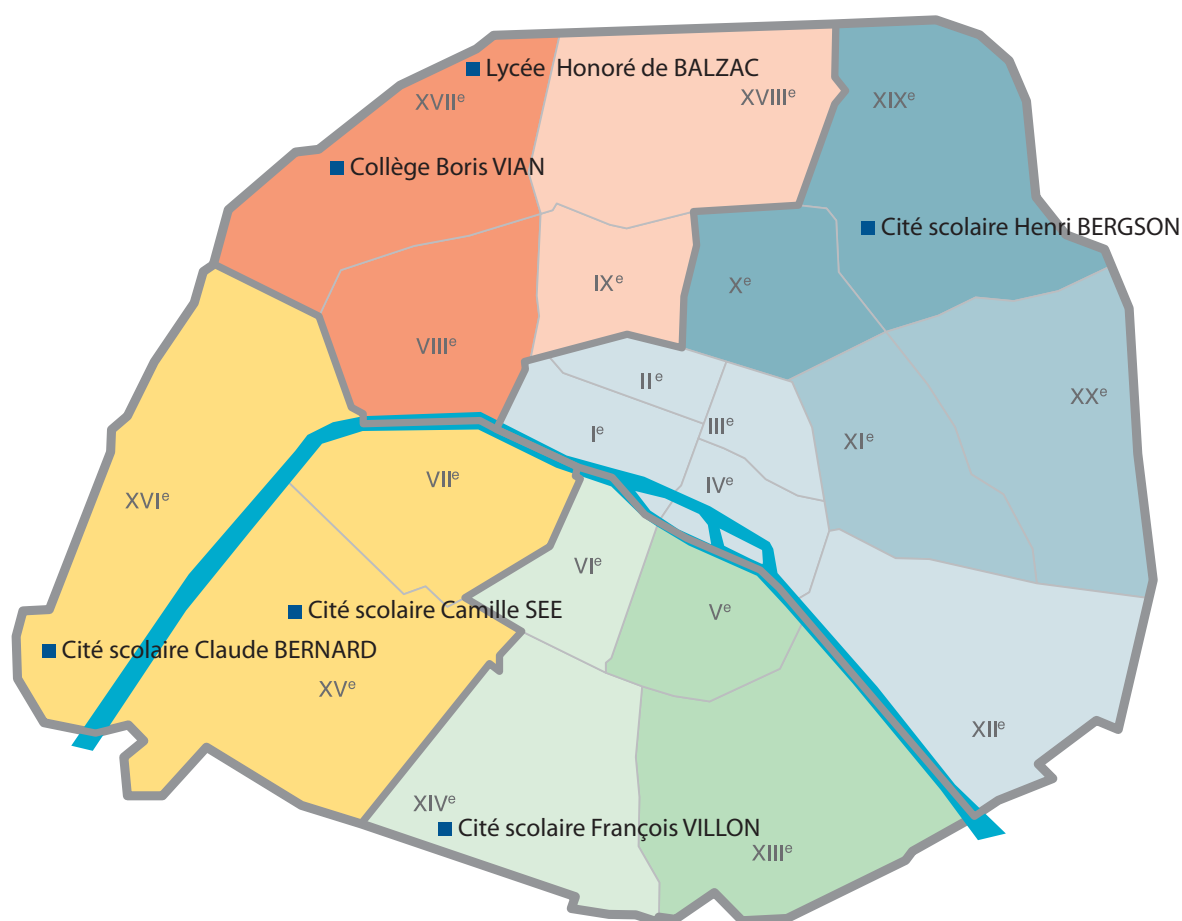 Lycée Honoré de BALZAC
XVIIe
XVIIIe
XIXe
Collège Boris VIAN
Cité scolaire Henri BERGSON
IXe
Xe
VIIIe
IIe
XXe
IIIe
Ie
XIe
VIIe
IVe
XVIe
VIe
Cité scolaire Camille SEE
Ve
Cité scolaire Claude BERNARD
XVe
XIIe
XIVe
Cité scolaire François VILLON
XIIIe